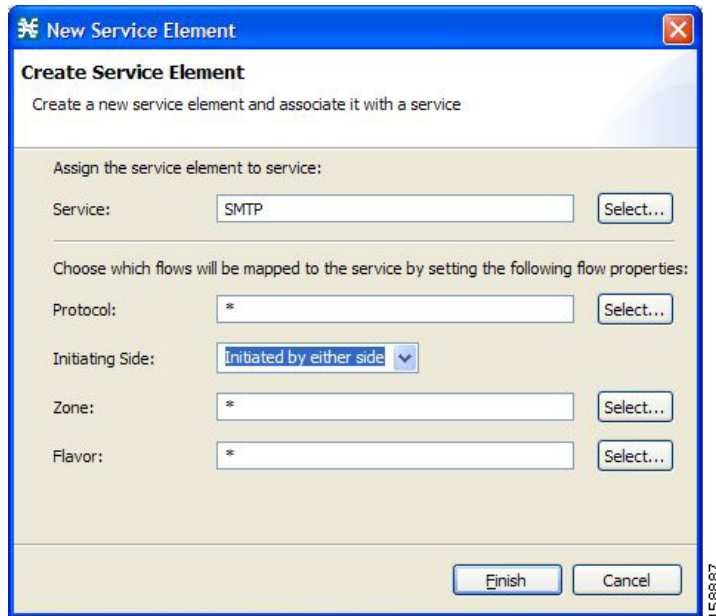 New Service Element
Create Service Element
Create a new service element and associate it with a service
Assign the service element to service:
Service: SMTP Select...
Choose which flows will be mapped to the service by setting the following flow properties:
Protocol: * Select...
Initiating Side: Initiated by either side
Zone: * Select...
Flavor: * Select...
Finish Cancel
158887